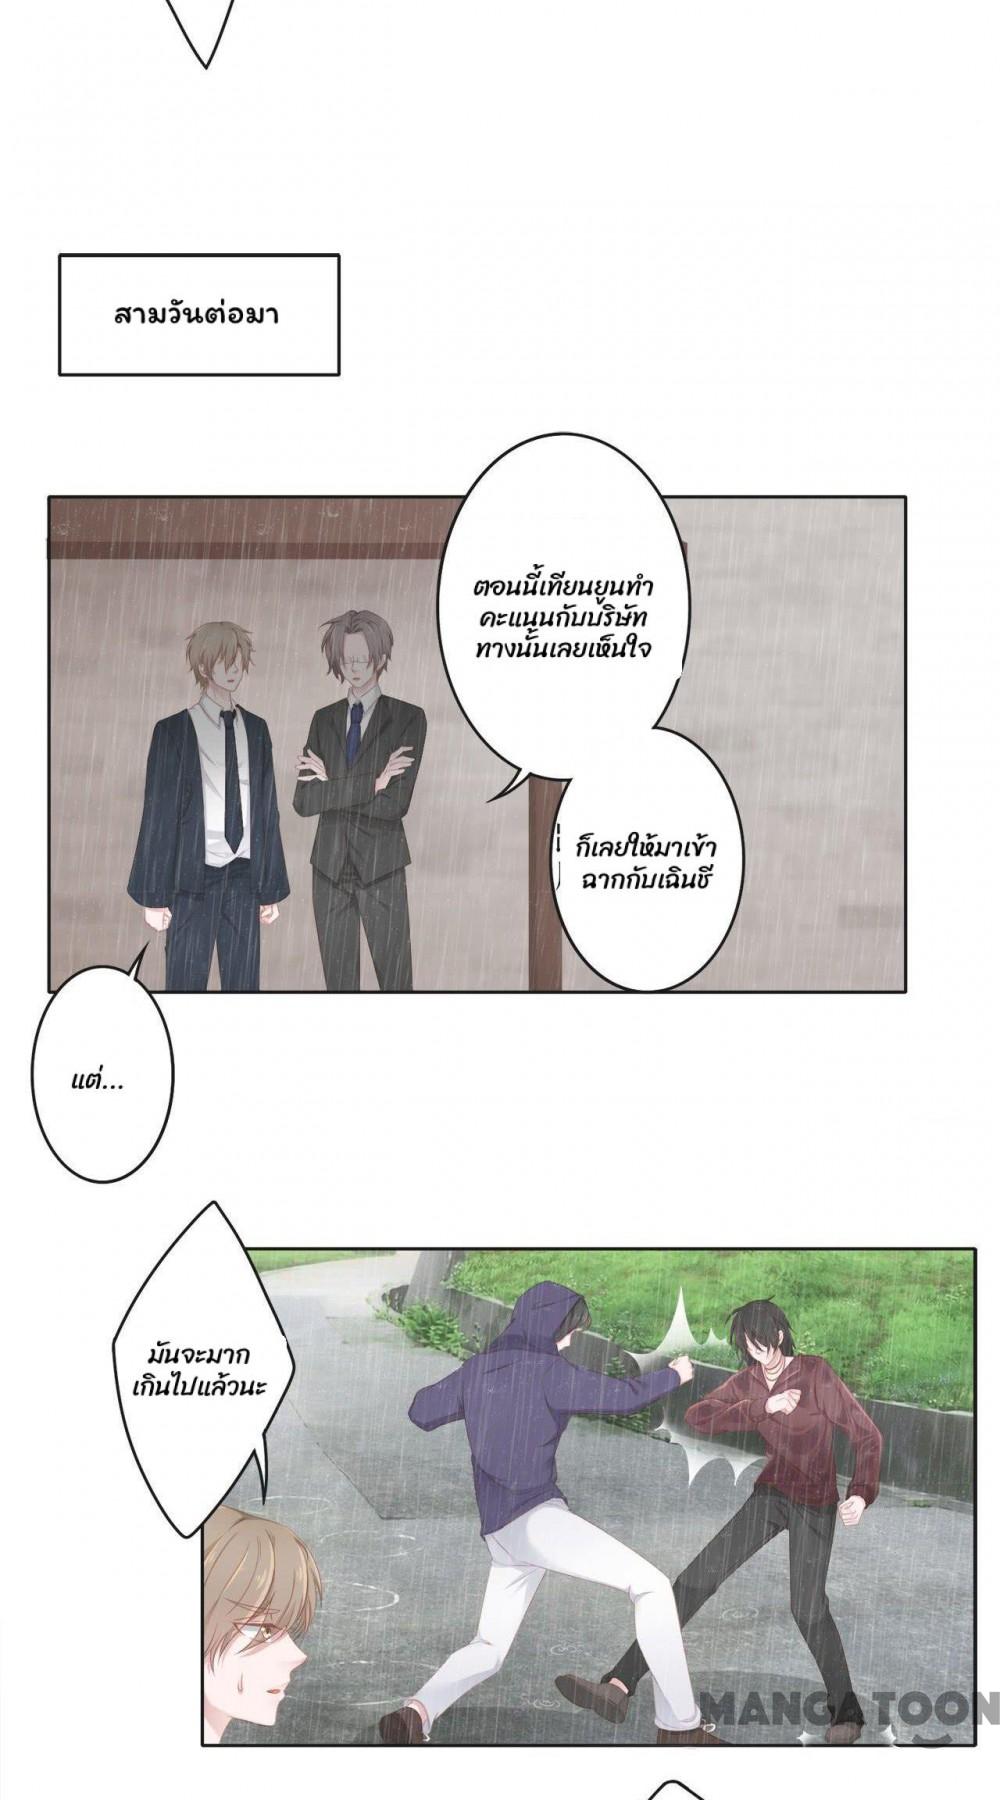 สามวันต่อมา
ตอนนี้เทียนยูนทำ
คะแนนกับบริษัท
ทางนั้นเลยเห็นใจ
ก็เลยให้มาเข้า
ฉากกับเฉินชี
แต่...
มันจะมาก
เกินไปแล้วนะ
MANGATOON